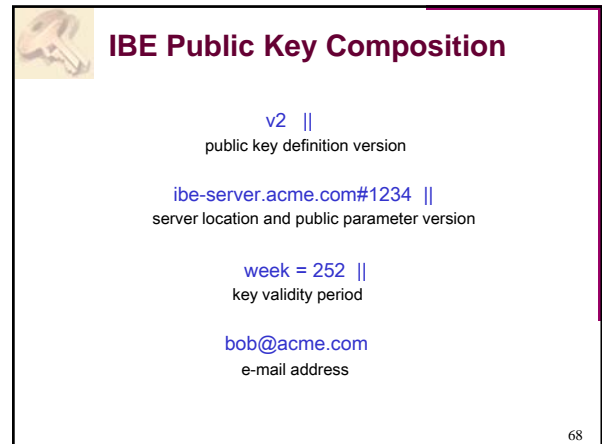 IBE Public Key Composition
v2 ||
public key definition version
ibe-server.acme.com#1234 ||
server location and public parameter version
week = 252 ||
key validity period
bob@acme.com
e-mail address
68